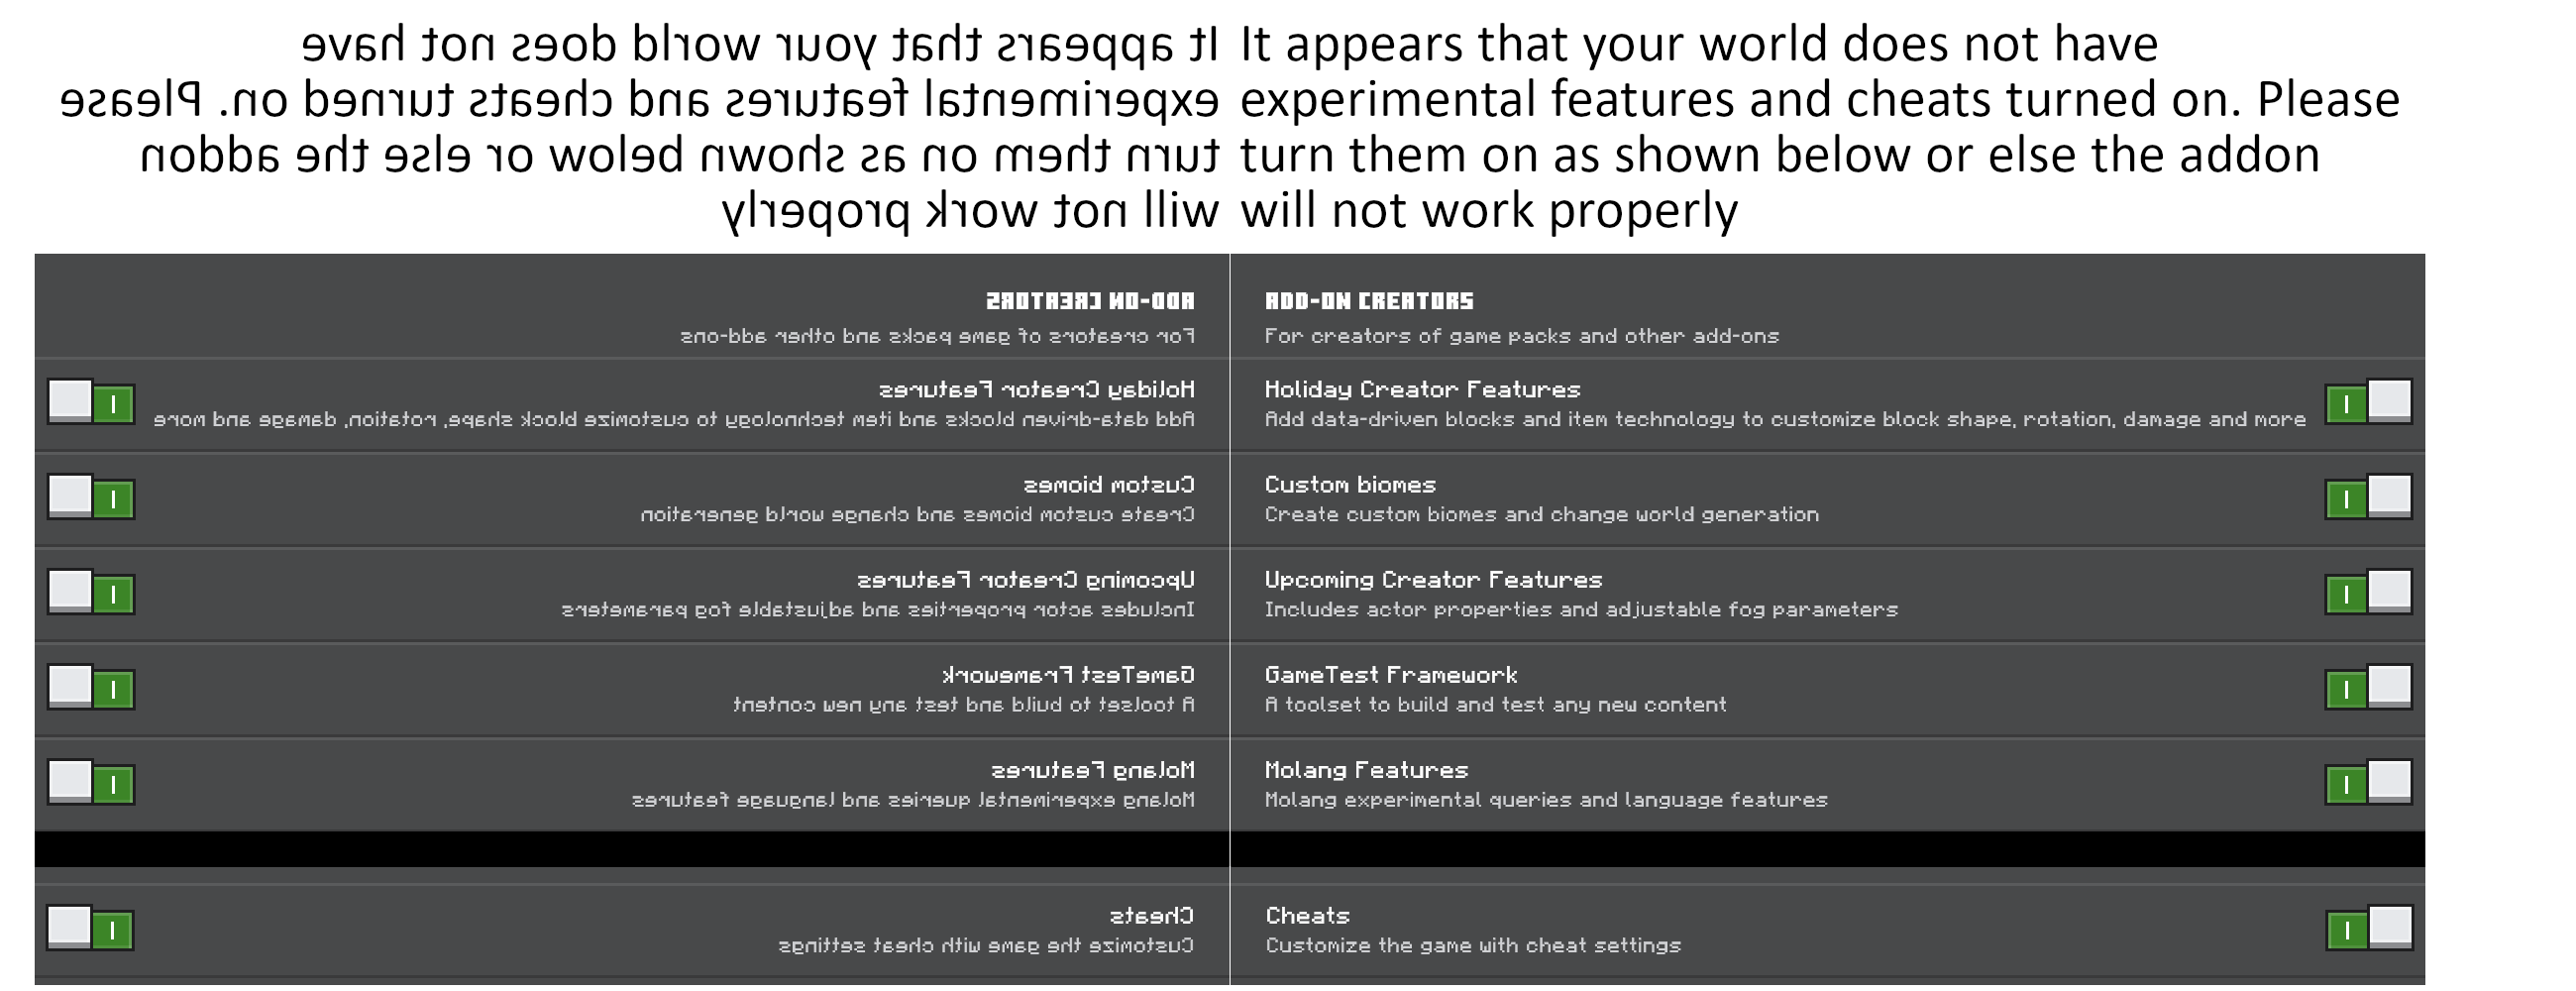 It appears that your world does not have
experimental features and cheats turned on. Please
turn them on as shown below or else the addon
will not work properly
It appears that your world does not have
experimental features and cheats turned on. Please
turn them on as shown below or else the addon
will not work properly
ADD-ON CREATORS
For creators of game packs and other add-ons
Holiday Creator Features
Add data-driven blocks and item technology to customize block shape, rotation, damage and more
Custom biomes
Create custom biomes and change world generation
Upcoming Creator Features
Includes actor properties and adjustable fog parameters
GameTest Framework
A toolset to build and test any new content
Molang Features
Molang experimental queries and language features
Cheats
Customize the game with cheat settings
ADD-ON CREATORS
For creators of game packs and other add-ons
Holiday Creator Features
Add data-driven blocks and item technology to customize block shape, rotation, damage and more
Custom biomes
Create custom biomes and change world generation
Upcoming Creator Features
Includes actor properties and adjustable fog parameters
GameTest Framework
A toolset to build and test any new content
Molang Features
Molang experimental queries and language features
Cheats
Customize the game with cheat settings